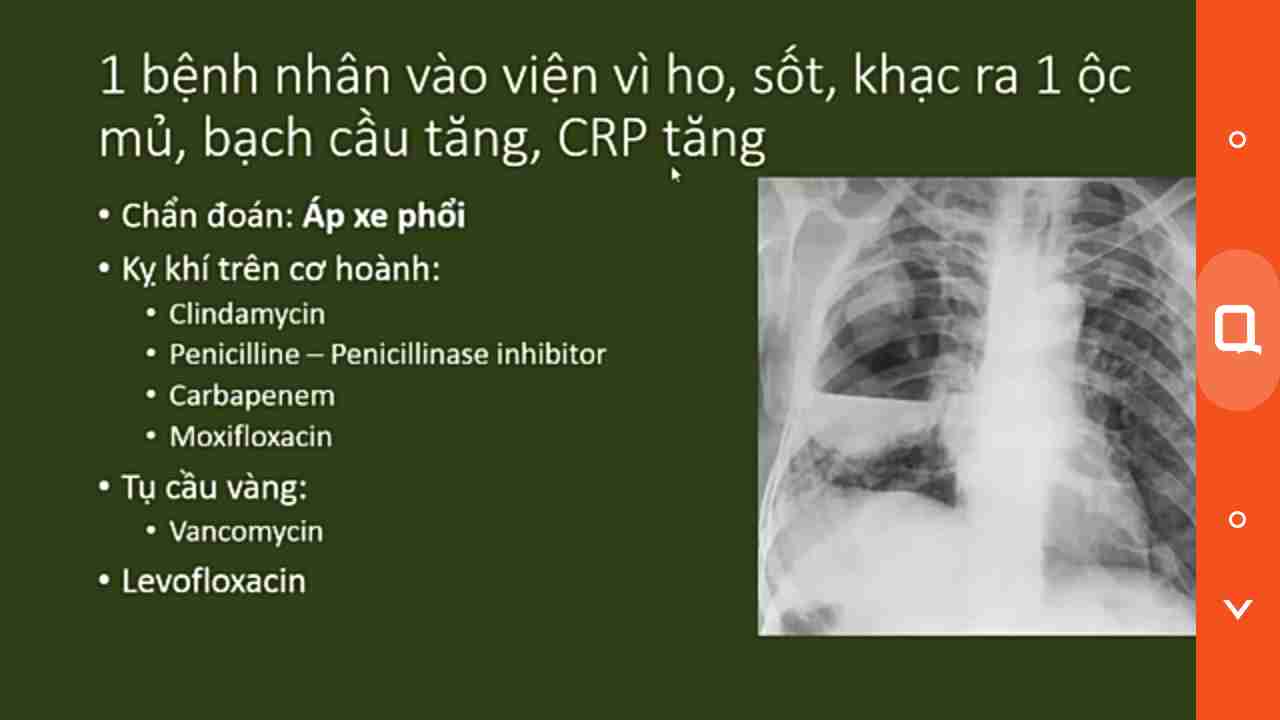 1 bệnh nhân vào viện vì ho, sốt, khạc ra 1 ộc
mủ, bạch cầu tăng, CRP tăng
• Chẩn đoán: Áp xe phổi
• Kỵ khí trên cơ hoành:
• Clindamycin
• Penicilline – Penicillinase inhibitor
• Carbapenem
• Moxifloxacin
• Tụ cầu vàng:
• Vancomycin
• Levofloxacin